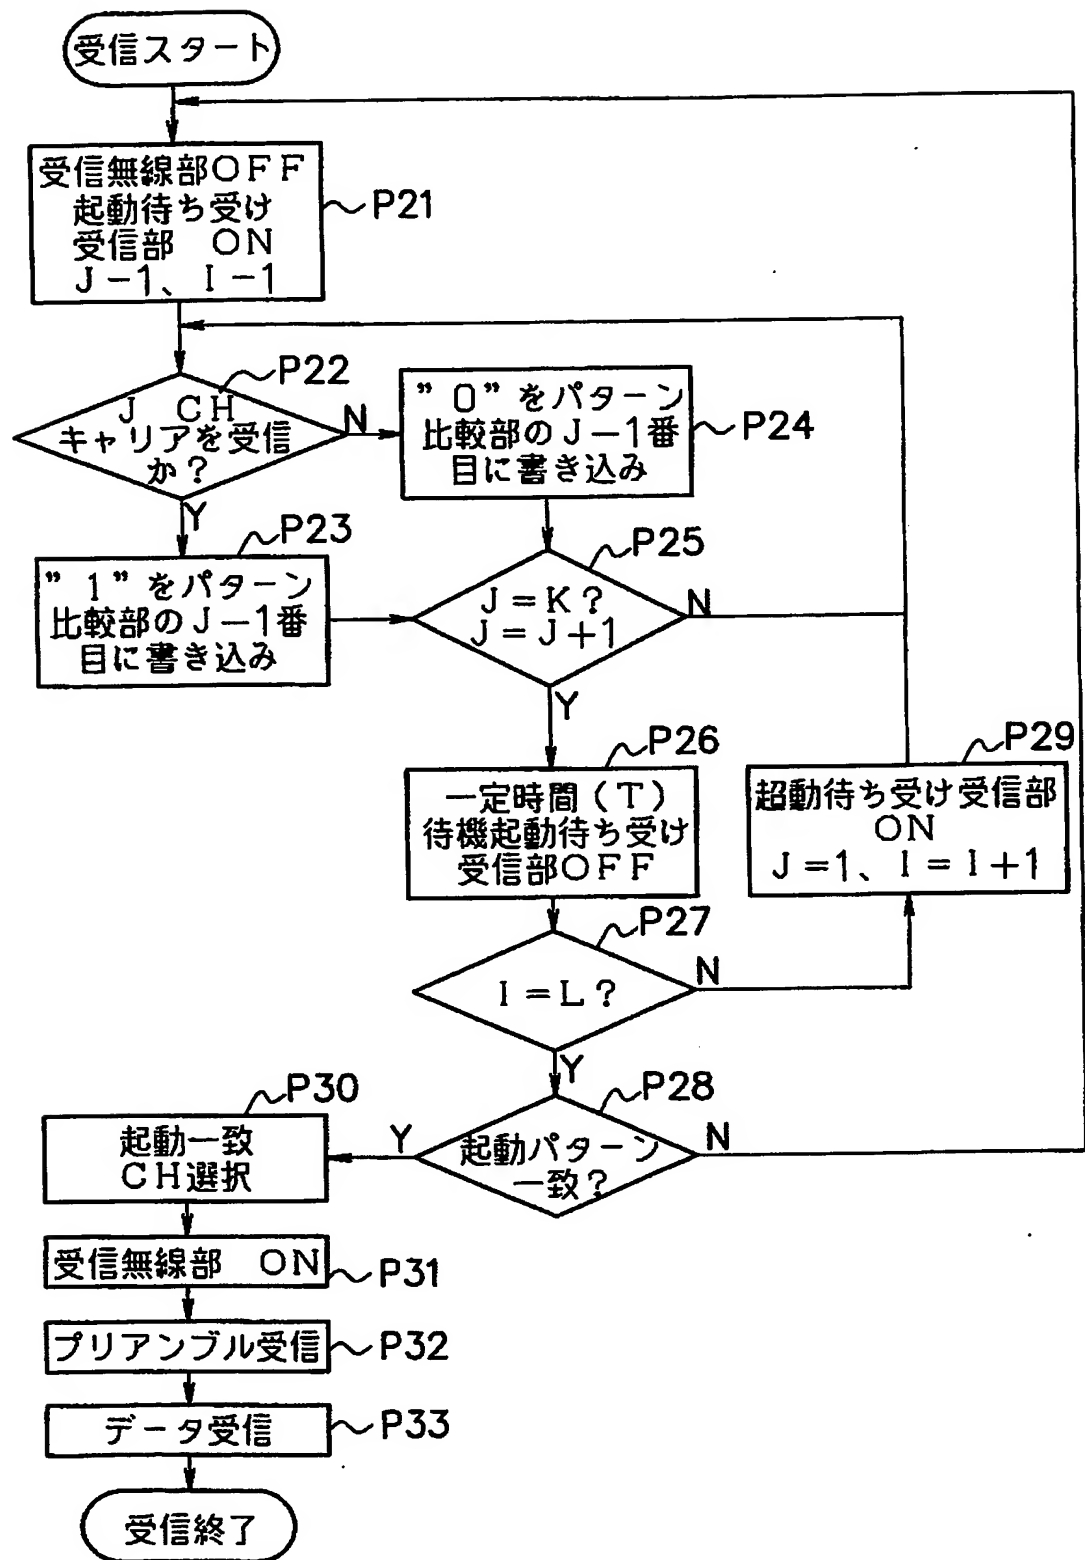 受信スタート
受信無線部OFF
起動待ち受け
受信部 ON
J-1、I-1
P21
P22
J CH
キャリアを受信
か?
N
Y
"0"をパターン
比較部のJ-1番
目に書き込み
P24
P23
"1"をパターン
比較部のJ-1番
目に書き込み
P25
J=K?
J=J+1
N
Y
P26
一定時間(T)
待機起動待ち受け
受信部OFF
P29
超動待ち受け受信部
ON
J=1、I=I+1
P27
I=L?
N
Y
P28
起動パターン
一致?
Y
N
P30
起動一致
CH選択
受信無線部 ON
P31
プリアンブル受信
P32
データ受信
P33
受信終了